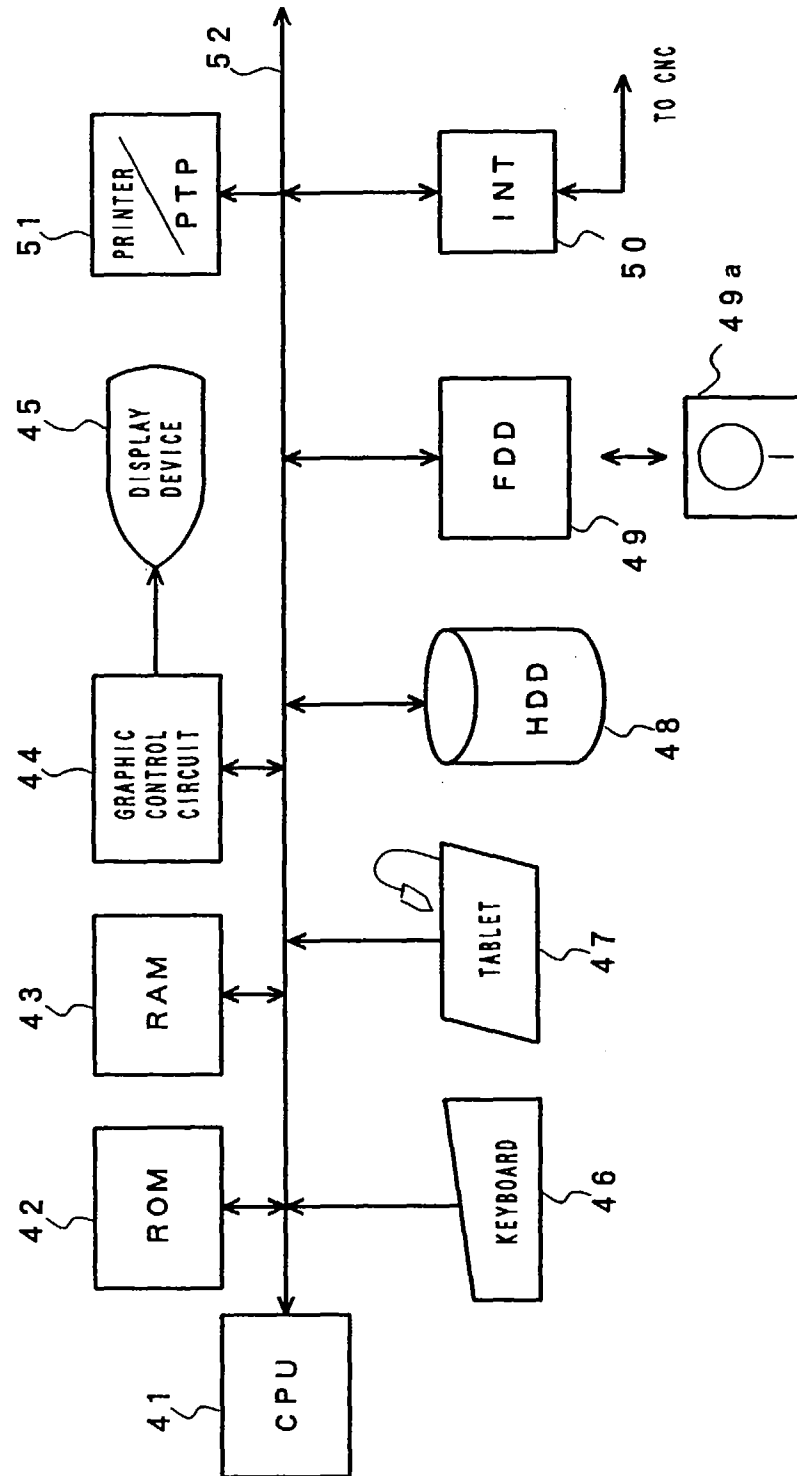 41
CPU
42
ROM
43
RAM
44
GRAPHIC
CONTROL
CIRCUIT
45
DISPLAY
DEVICE
51
PRINTER
PTP
52
KEYBOARD
46
TABLET
47
HDD
48
FDD
49
49a
INT
50
TO CNC